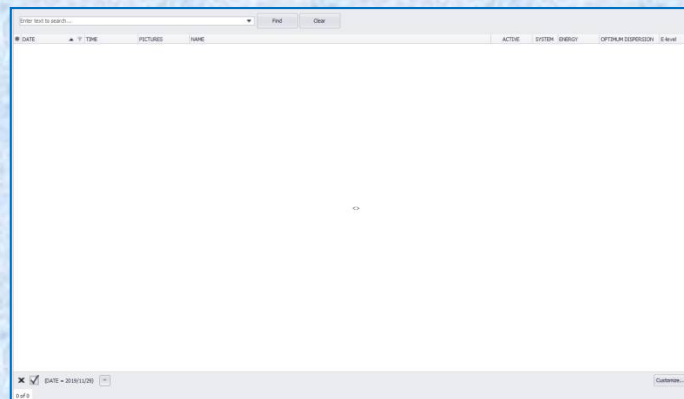 Enter text to search ... Find Clear
DATE TIME PICTURES NAME ACTIVE SYSTEM ENERGY OPTIMUM DISPERSION E-level
<>
(DATE = 2019/11/29) Customize...
0 of 0